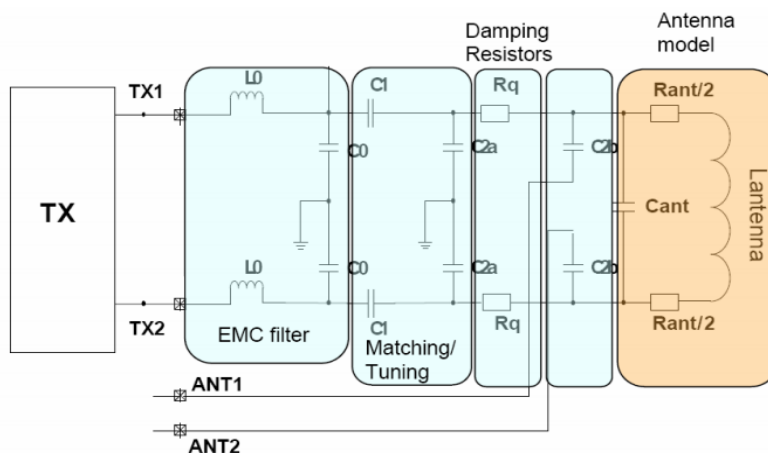 Damping
Resistors
Antenna
model
TX1
L0
C1
Rq
Rant/2
C0
C2a
C2b
TX
Cant
Lantenna
C0
C2a
C2b
L0
TX2
C1
Rq
Rant/2
EMC filter
Matching/
Tuning
ANT1
ANT2